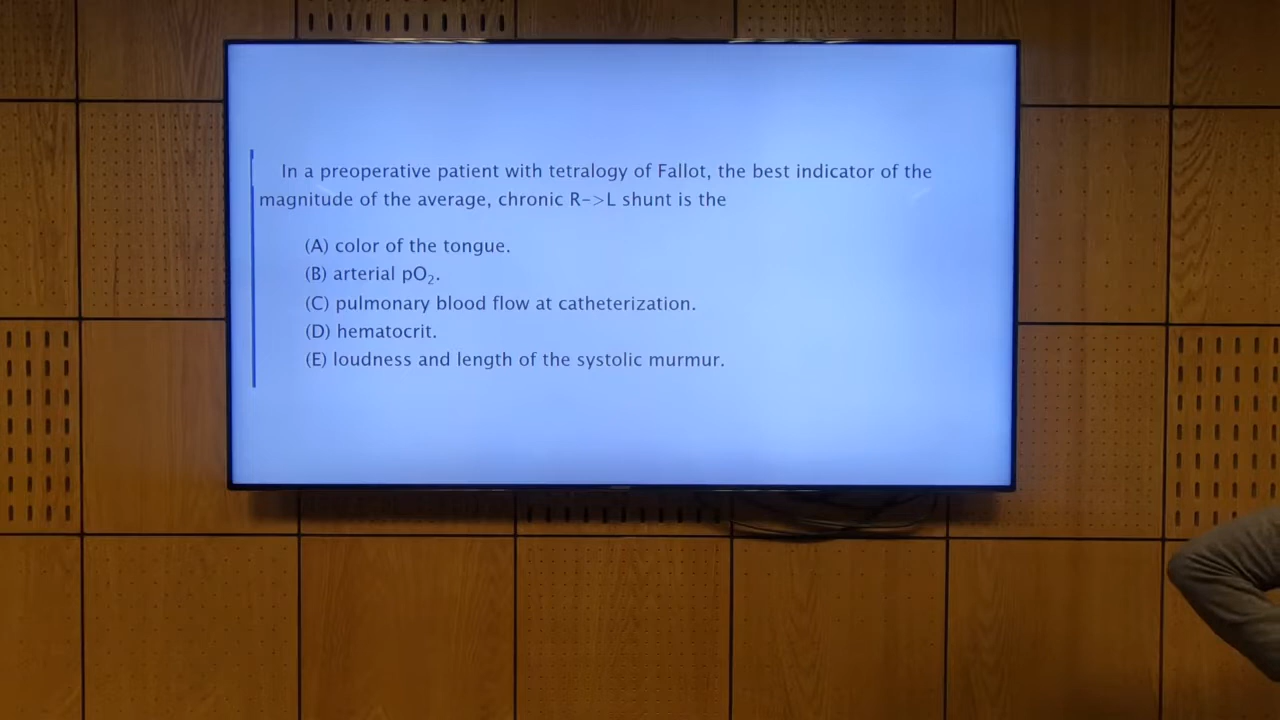 In a preoperative patient with tetralogy of Fallot, the best indicator of the
magnitude of the average, chronic R->L shunt is the
(A) color of the tongue.
(B) arterial pO₂.
(C) pulmonary blood flow at catheterization.
(D) hematocrit.
(E) loudness and length of the systolic murmur.